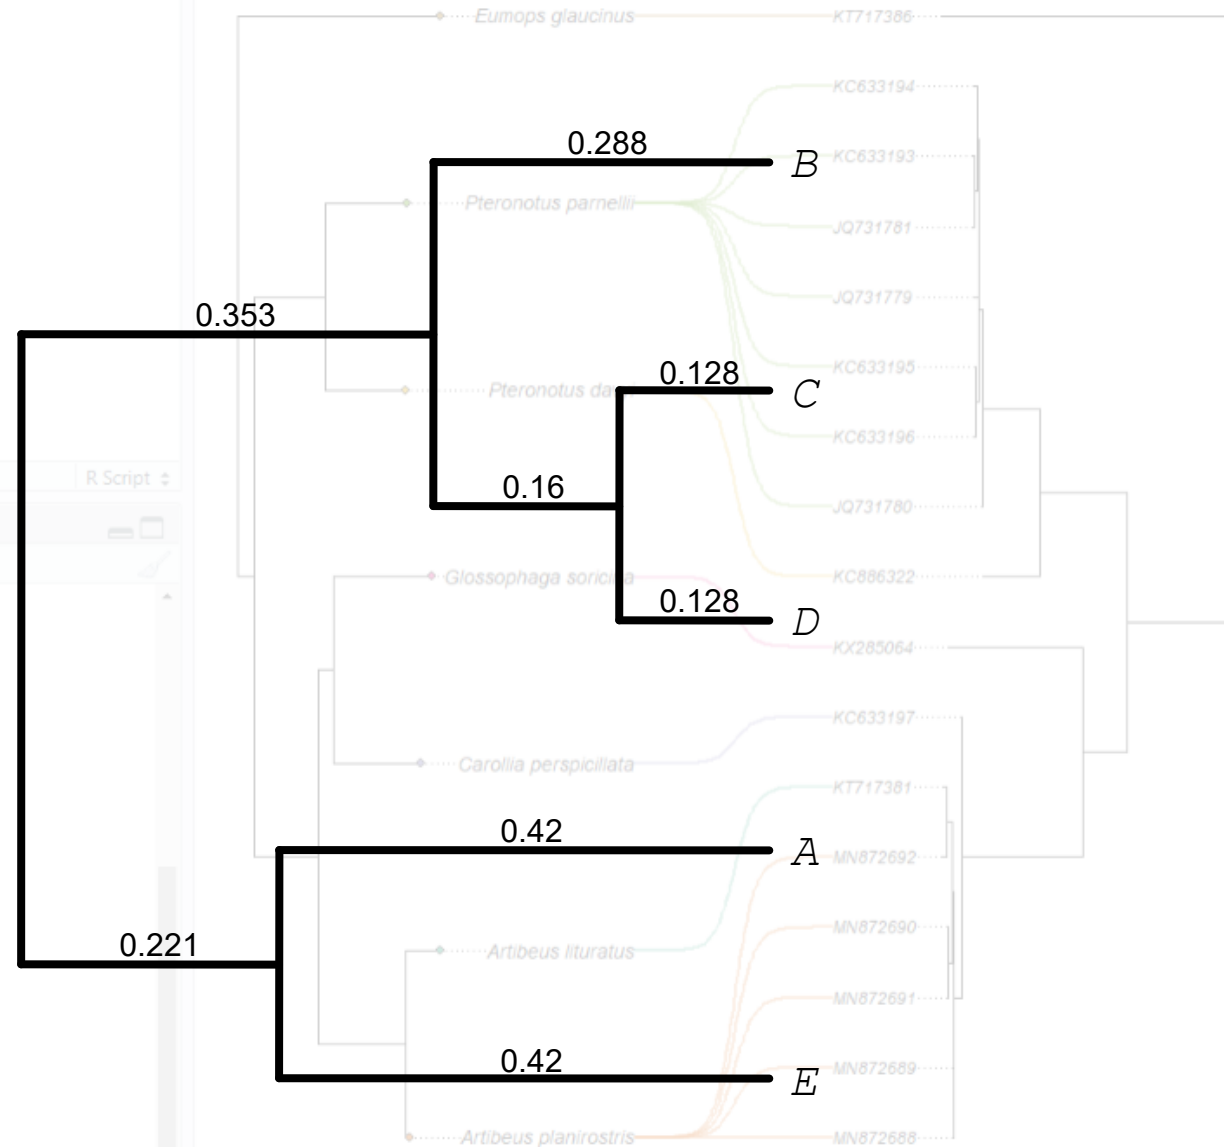 Eumops glaucinus KT717386
KC633194
0.288
B
KC633193
Pteronotus parnellii
JQ731781
JQ731779
0.353
KC633195
0.128
C
Pteronotus
KC633196
R Script
0.16
JQ731780
Glossophaga soricina KC886322
0.128
D
KX285064
KC633197
Carollia perspicillata
KT717381
0.42
A
MN872692
MN872690
0.221
Artibeus lituratus
MN872691
0.42
E
MN872689
Artibeus planirostris MN872688